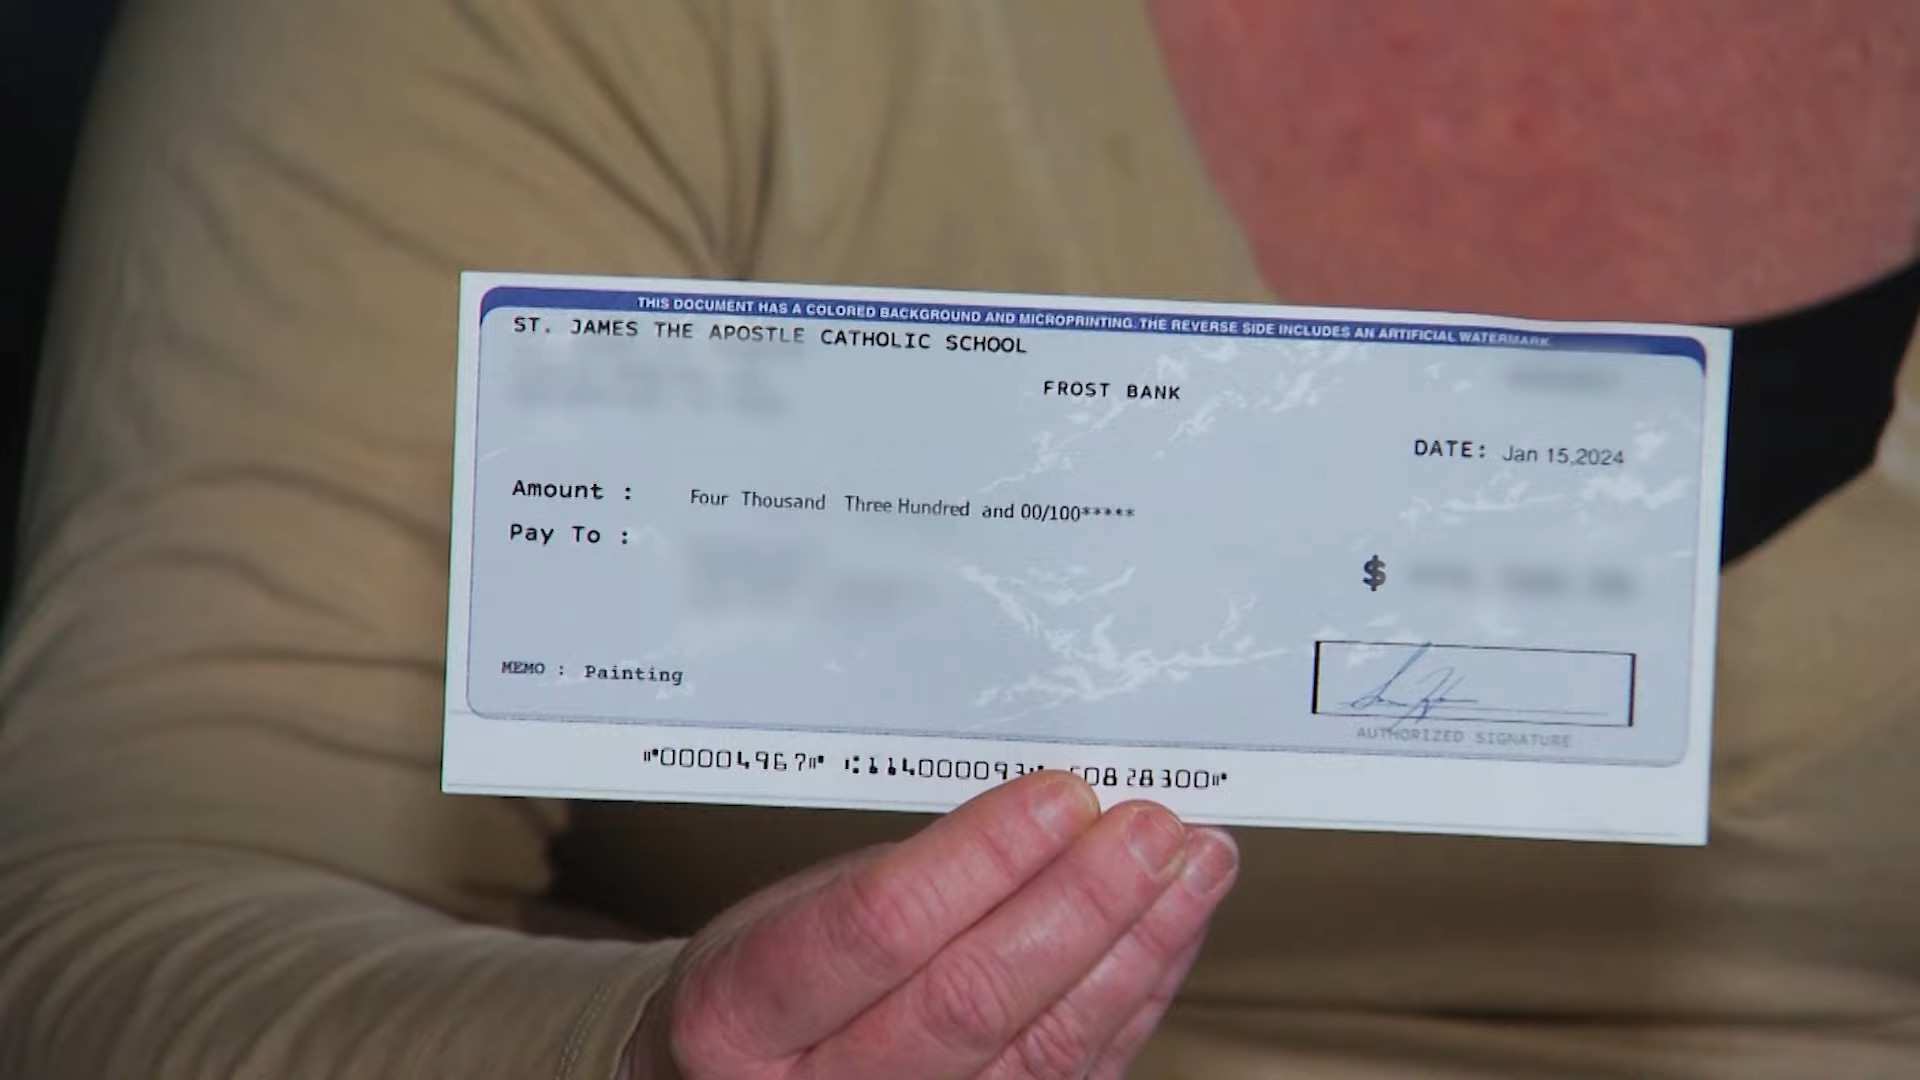 THIS DOCUMENT HAS A COLORED BACKGROUND AND MICROPRINTING. THE REVERSE SIDE INCLUDES AN ARTIFICIAL WATERMARK.
ST. JAMES THE APOSTLE CATHOLIC SCHOOL
FROST BANK
DATE: Jan 15,2024
Amount : Four Thousand Three Hundred and 00/100*****
Pay To :
$
MEMO : Painting
AUTHORIZED SIGNATURE
⑈00004967⑈ ⑆114000093⑆ 0828300⑈